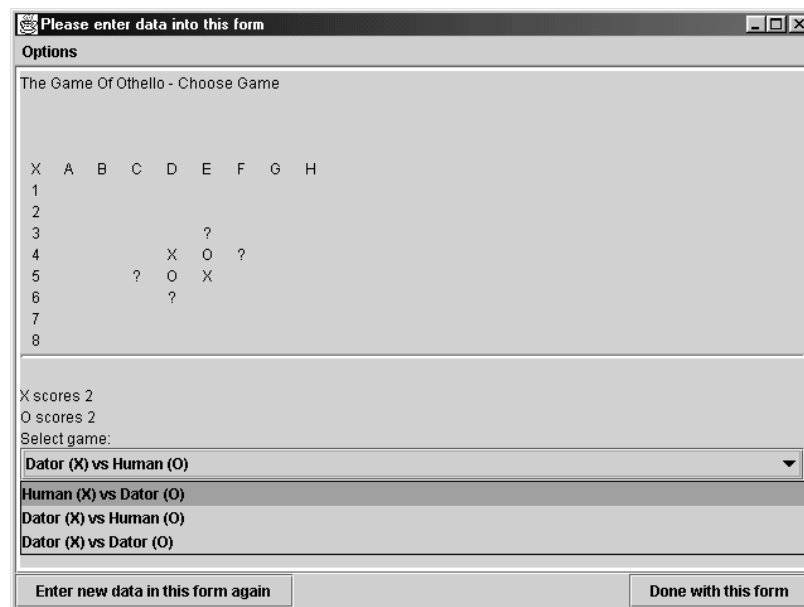 Please enter data into this form
Options
The Game Of Othello - Choose Game
X A B C D E F G H
1
2
3 ?
4 X O ?
5 ? O X
6 ?
7
8
X scores 2
O scores 2
Select game:
Dator (X) vs Human (O)
Human (X) vs Dator (O)
Dator (X) vs Human (O)
Dator (X) vs Dator (O)
Enter new data in this form again Done with this form